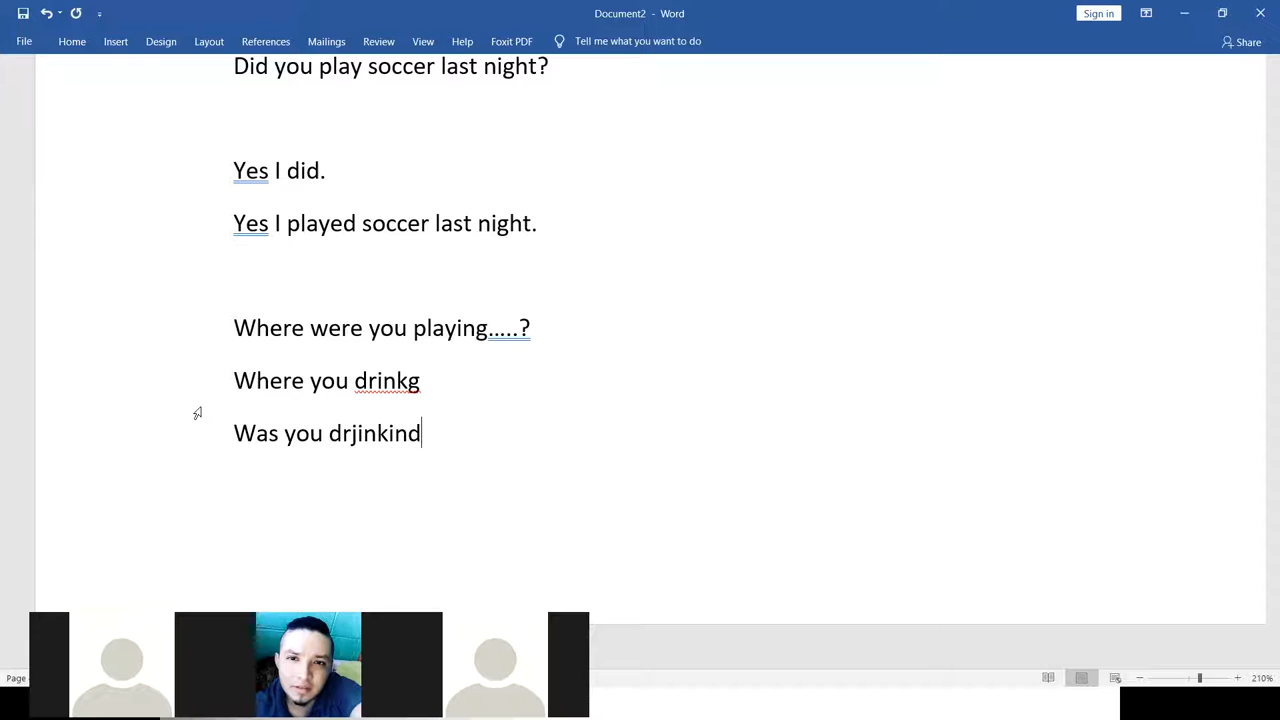 Document2 - Word
Sign in
File Home Insert Design Layout References Mailings Review View Help Foxit PDF Tell me what you want to do Share
Did you play soccer last night?
Yes I did.
Yes I played soccer last night.
Where were you playing…..?
Where you drinkg
Was you drjinkind
Page
210%